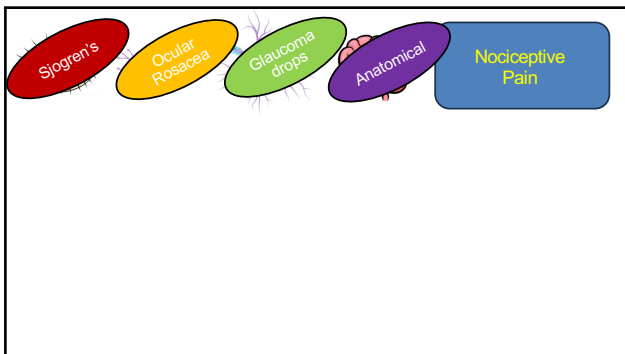 Sjogren's
Ocular
Rosacea
Glaucoma
drops
Anatomical
Nociceptive
Pain